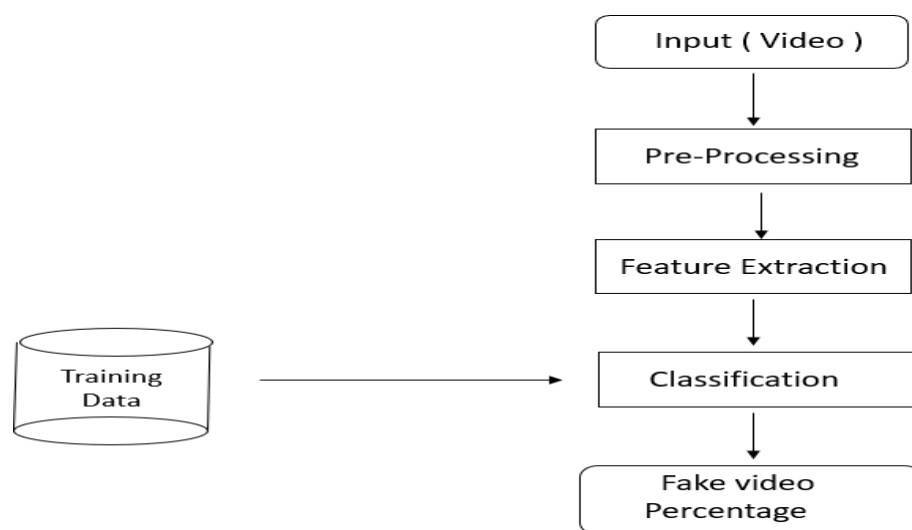 Input ( Video )
Pre-Processing
Feature Extraction
Training
Data
Classification
Fake video
Percentage